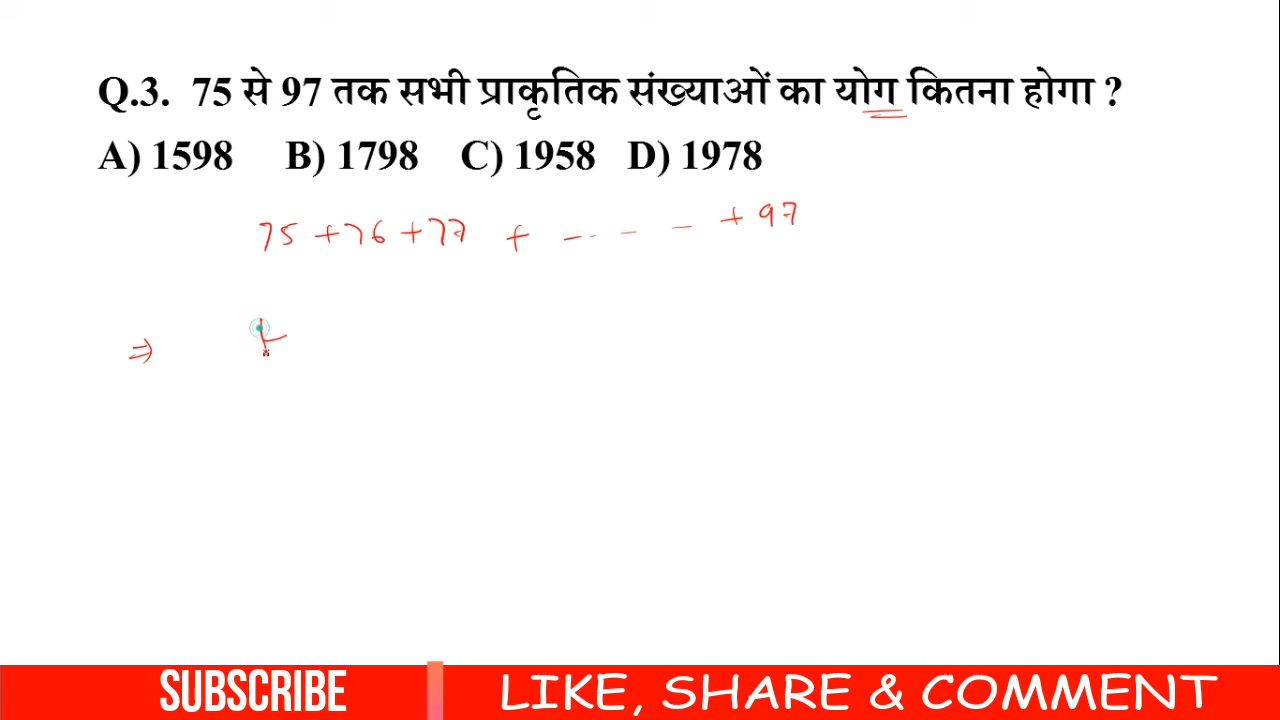 Q.3. 75 से 97 तक सभी प्राकृतिक संख्याओं का योग कितना होगा ?
A) 1598 B) 1798 C) 1958 D) 1978
75 + 76 + 77 + - .. - - + 97
⇒
SUBSCRIBE LIKE, SHARE & COMMENT